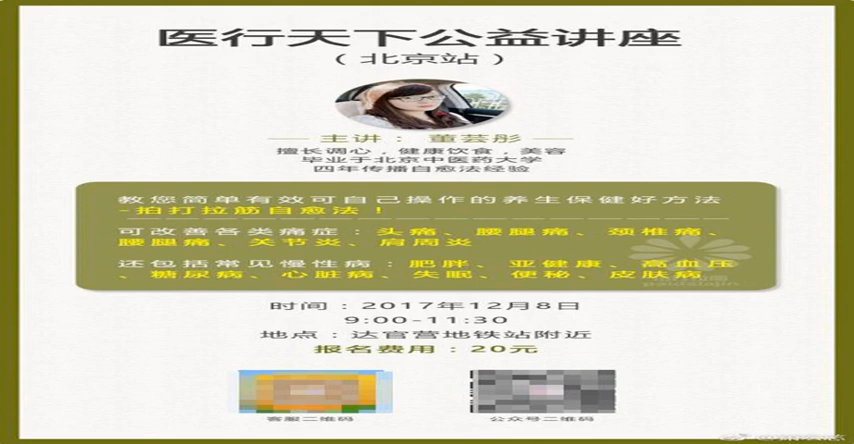 医行天下公益讲座
（北京站）
主讲： 董芸彤
擅长调心，健康饮食，美容
毕业于北京中医药大学
四年传播自愈法经验
教您简单有效可自己操作的养生保健好方法
~拍打拉筋自愈法！
可改善各类痛症：头痛、腰腿痛、颈椎痛、
腰腿痛、关节炎、肩周炎
还包括常见慢性病：肥胖、亚健康、高血压
、糖尿病、心脏病、失眠、便秘、皮肤病
时间：2017年12月8日
9:00-11:30
地点：达官营地铁站附近
报名费用：20元
客服二维码
公众号二维码